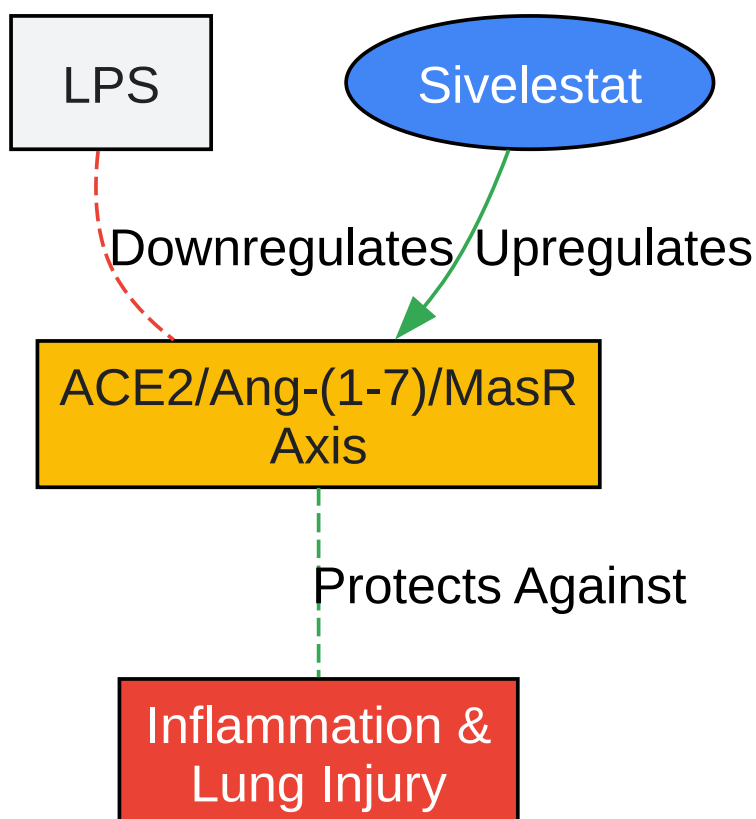 LPS
Sivelestat
Downregulates
Upregulates
ACE2/Ang-(1-7)/MasR
Axis
Protects Against
Inflammation &
Lung Injury